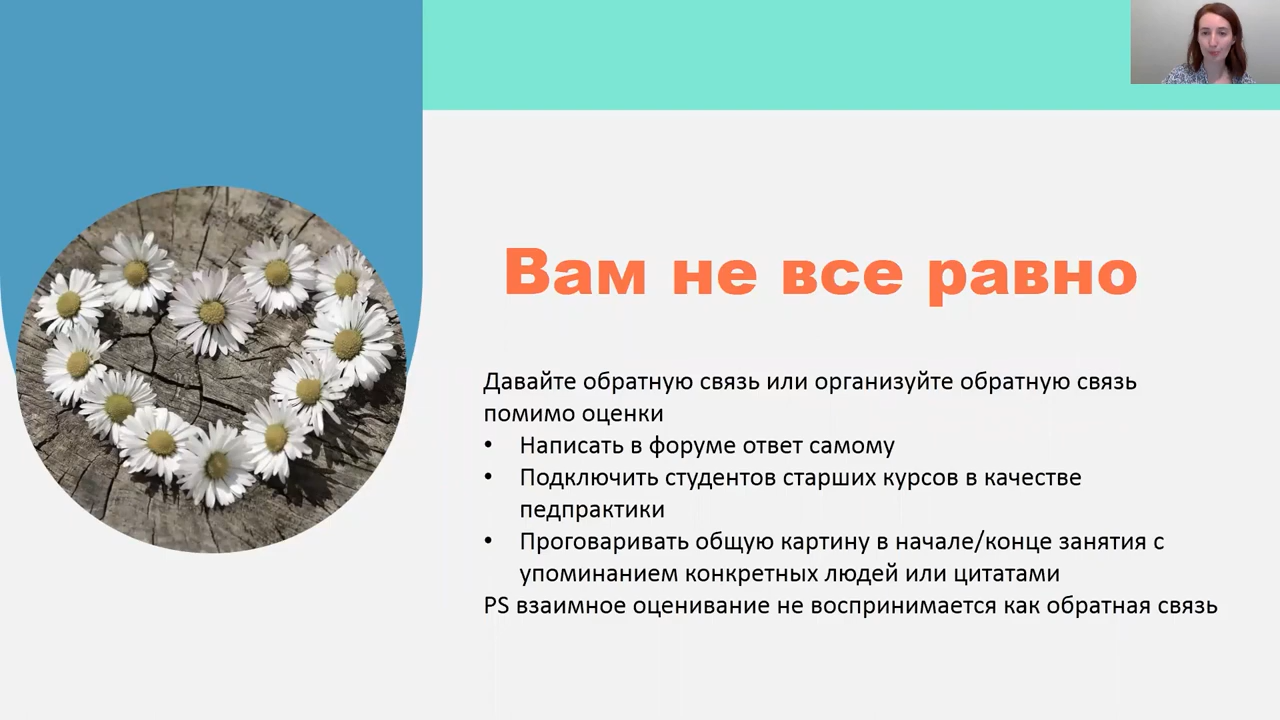 Вам не все равно
Давайте обратную связь или организуйте обратную связь
помимо оценки
• Написать в форуме ответ самому
• Подключить студентов старших курсов в качестве
педпрактики
• Проговаривать общую картину в начале/конце занятия с
упоминанием конкретных людей или цитатами
PS взаимное оценивание не воспринимается как обратная связь